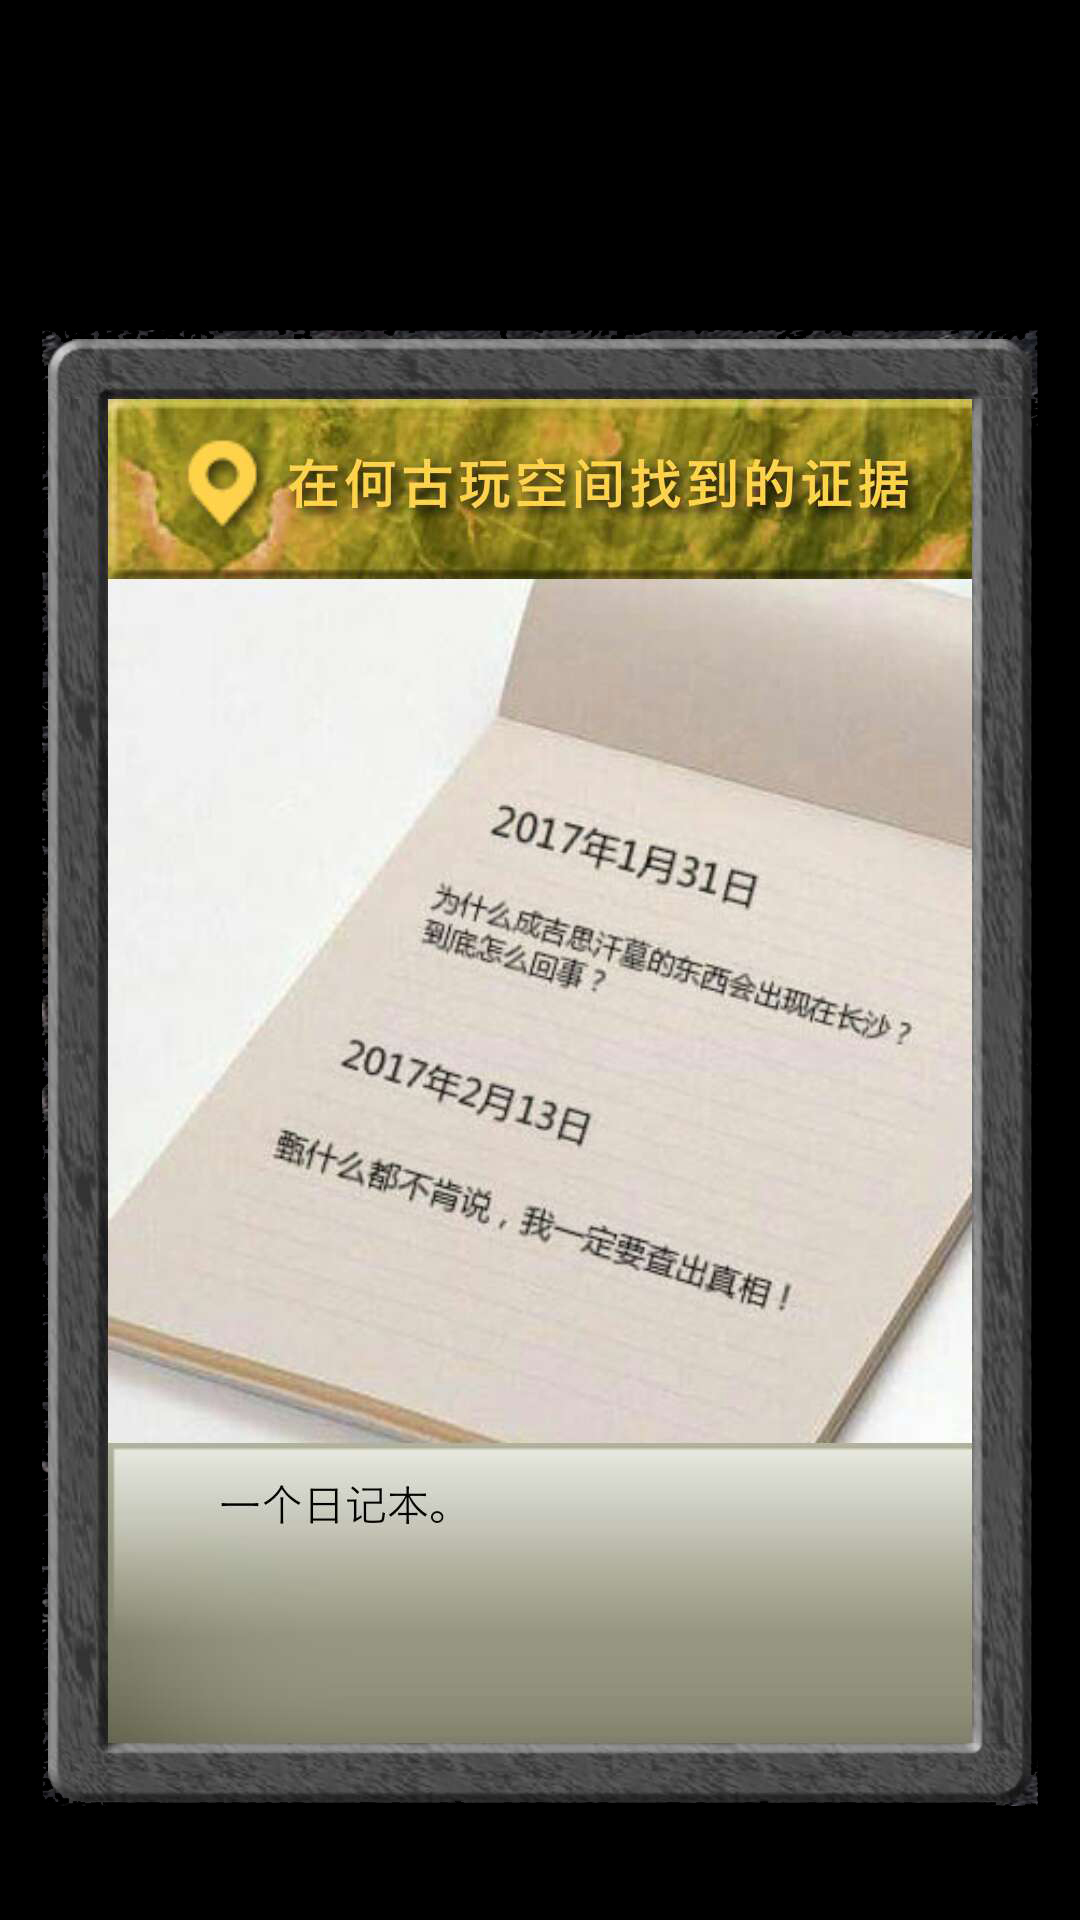 在何古玩空间找到的证据
2017年1月31日
为什么成吉思汗墓的东西会出现在长沙？
到底怎么回事？
2017年2月13日
甄什么都不肯说，我一定要查出真相！
一个日记本。